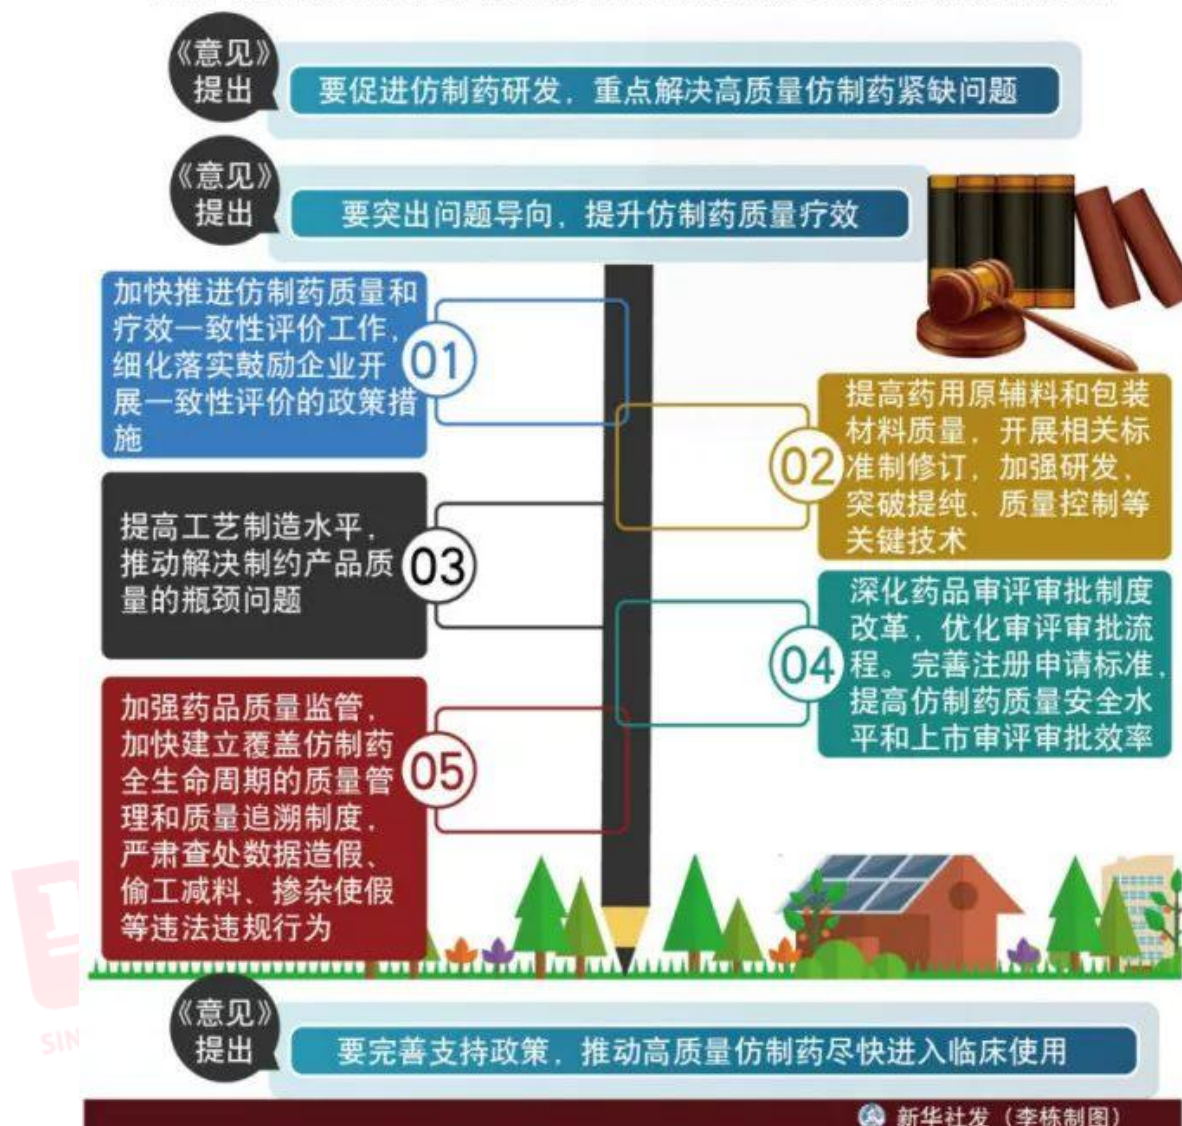 《意见》
提出
要促进仿制药研发，重点解决高质量仿制药紧缺问题
《意见》
提出
要突出问题导向，提升仿制药质量疗效
加快推进仿制药质量和
疗效一致性评价工作，
细化落实鼓励企业开
展一致性评价的政策措
施
01
提高药用原辅料和包装
材料质量，开展相关标
准制修订，加强研发，
突破提纯、质量控制等
关键技术
02
提高工艺制造水平，
推动解决制约产品质
量的瓶颈问题
03
深化药品审评审批制度
改革，优化审评审批流
程。完善注册申请标准，
提高仿制药质量安全水
平和上市审评审批效率
04
加强药品质量监管，
加快建立覆盖仿制药
全生命周期的质量管
理和质量追溯制度，
严肃查处数据造假、
偷工减料、掺杂使假
等违法违规行为
05
《意见》
提出
要完善支持政策，推动高质量仿制药尽快进入临床使用
SIN
新华社发（李栋制图）